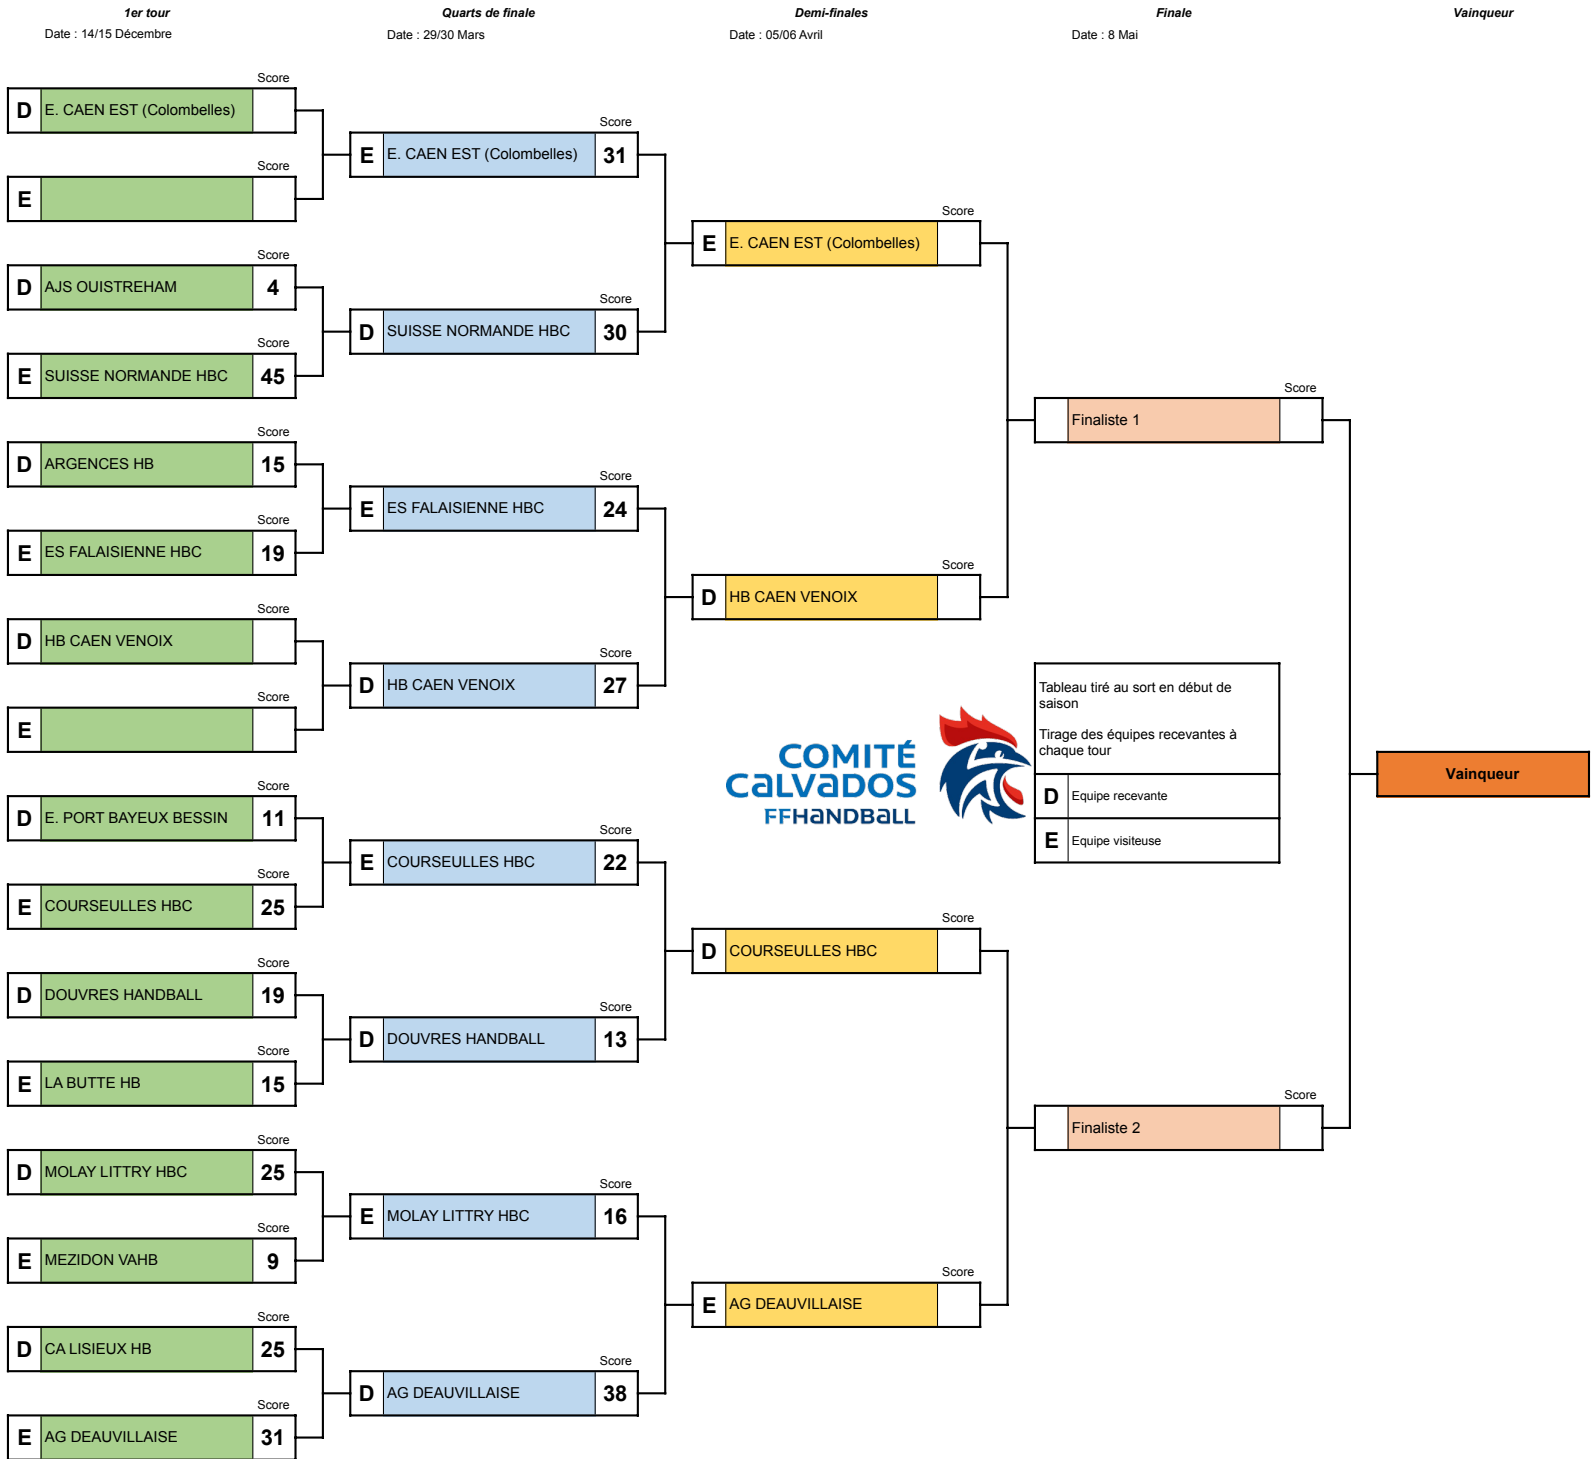 1er tour
Quarts de finale
Demi-finales
Finale
Vainqueur
Date : 14/15 Décembre
Date : 29/30 Mars
Date : 05/06 Avril
Date : 8 Mai
Score
D E. CAEN EST (Colombelles)
Score
E
Score
D AJS OUISTREHAM 4
Score
E SUISSE NORMANDE HBC 45
Score
D ARGENCES HB 15
Score
E ES FALAISIENNE HBC 19
Score
D HB CAEN VENOIX
Score
E
Score
D E. PORT BAYEUX BESSIN 11
Score
E COURSEULLES HBC 25
Score
D DOUVRES HANDBALL 19
Score
E LA BUTTE HB 15
Score
D MOLAY LITTRY HBC 25
Score
E MEZIDON VAHB 9
Score
D CA LISIEUX HB 25
Score
E AG DEAUVILLAISE 31
Score
E E. CAEN EST (Colombelles) 31
Score
D SUISSE NORMANDE HBC 30
Score
E ES FALAISIENNE HBC 24
Score
D HB CAEN VENOIX 27
Score
E COURSEULLES HBC 22
Score
D DOUVRES HANDBALL 13
Score
E MOLAY LITTRY HBC 16
Score
D AG DEAUVILLAISE 38
Score
E E. CAEN EST (Colombelles)
Score
D HB CAEN VENOIX
Score
D COURSEULLES HBC
Score
E AG DEAUVILLAISE
Score
Finaliste 1
Score
Finaliste 2
COMITÉ
CALVADOS
FFHANDBALL
Tableau tiré au sort en début de
saison
Tirage des équipes recevantes à
chaque tour
D Equipe recevante
E Equipe visiteuse
Vainqueur